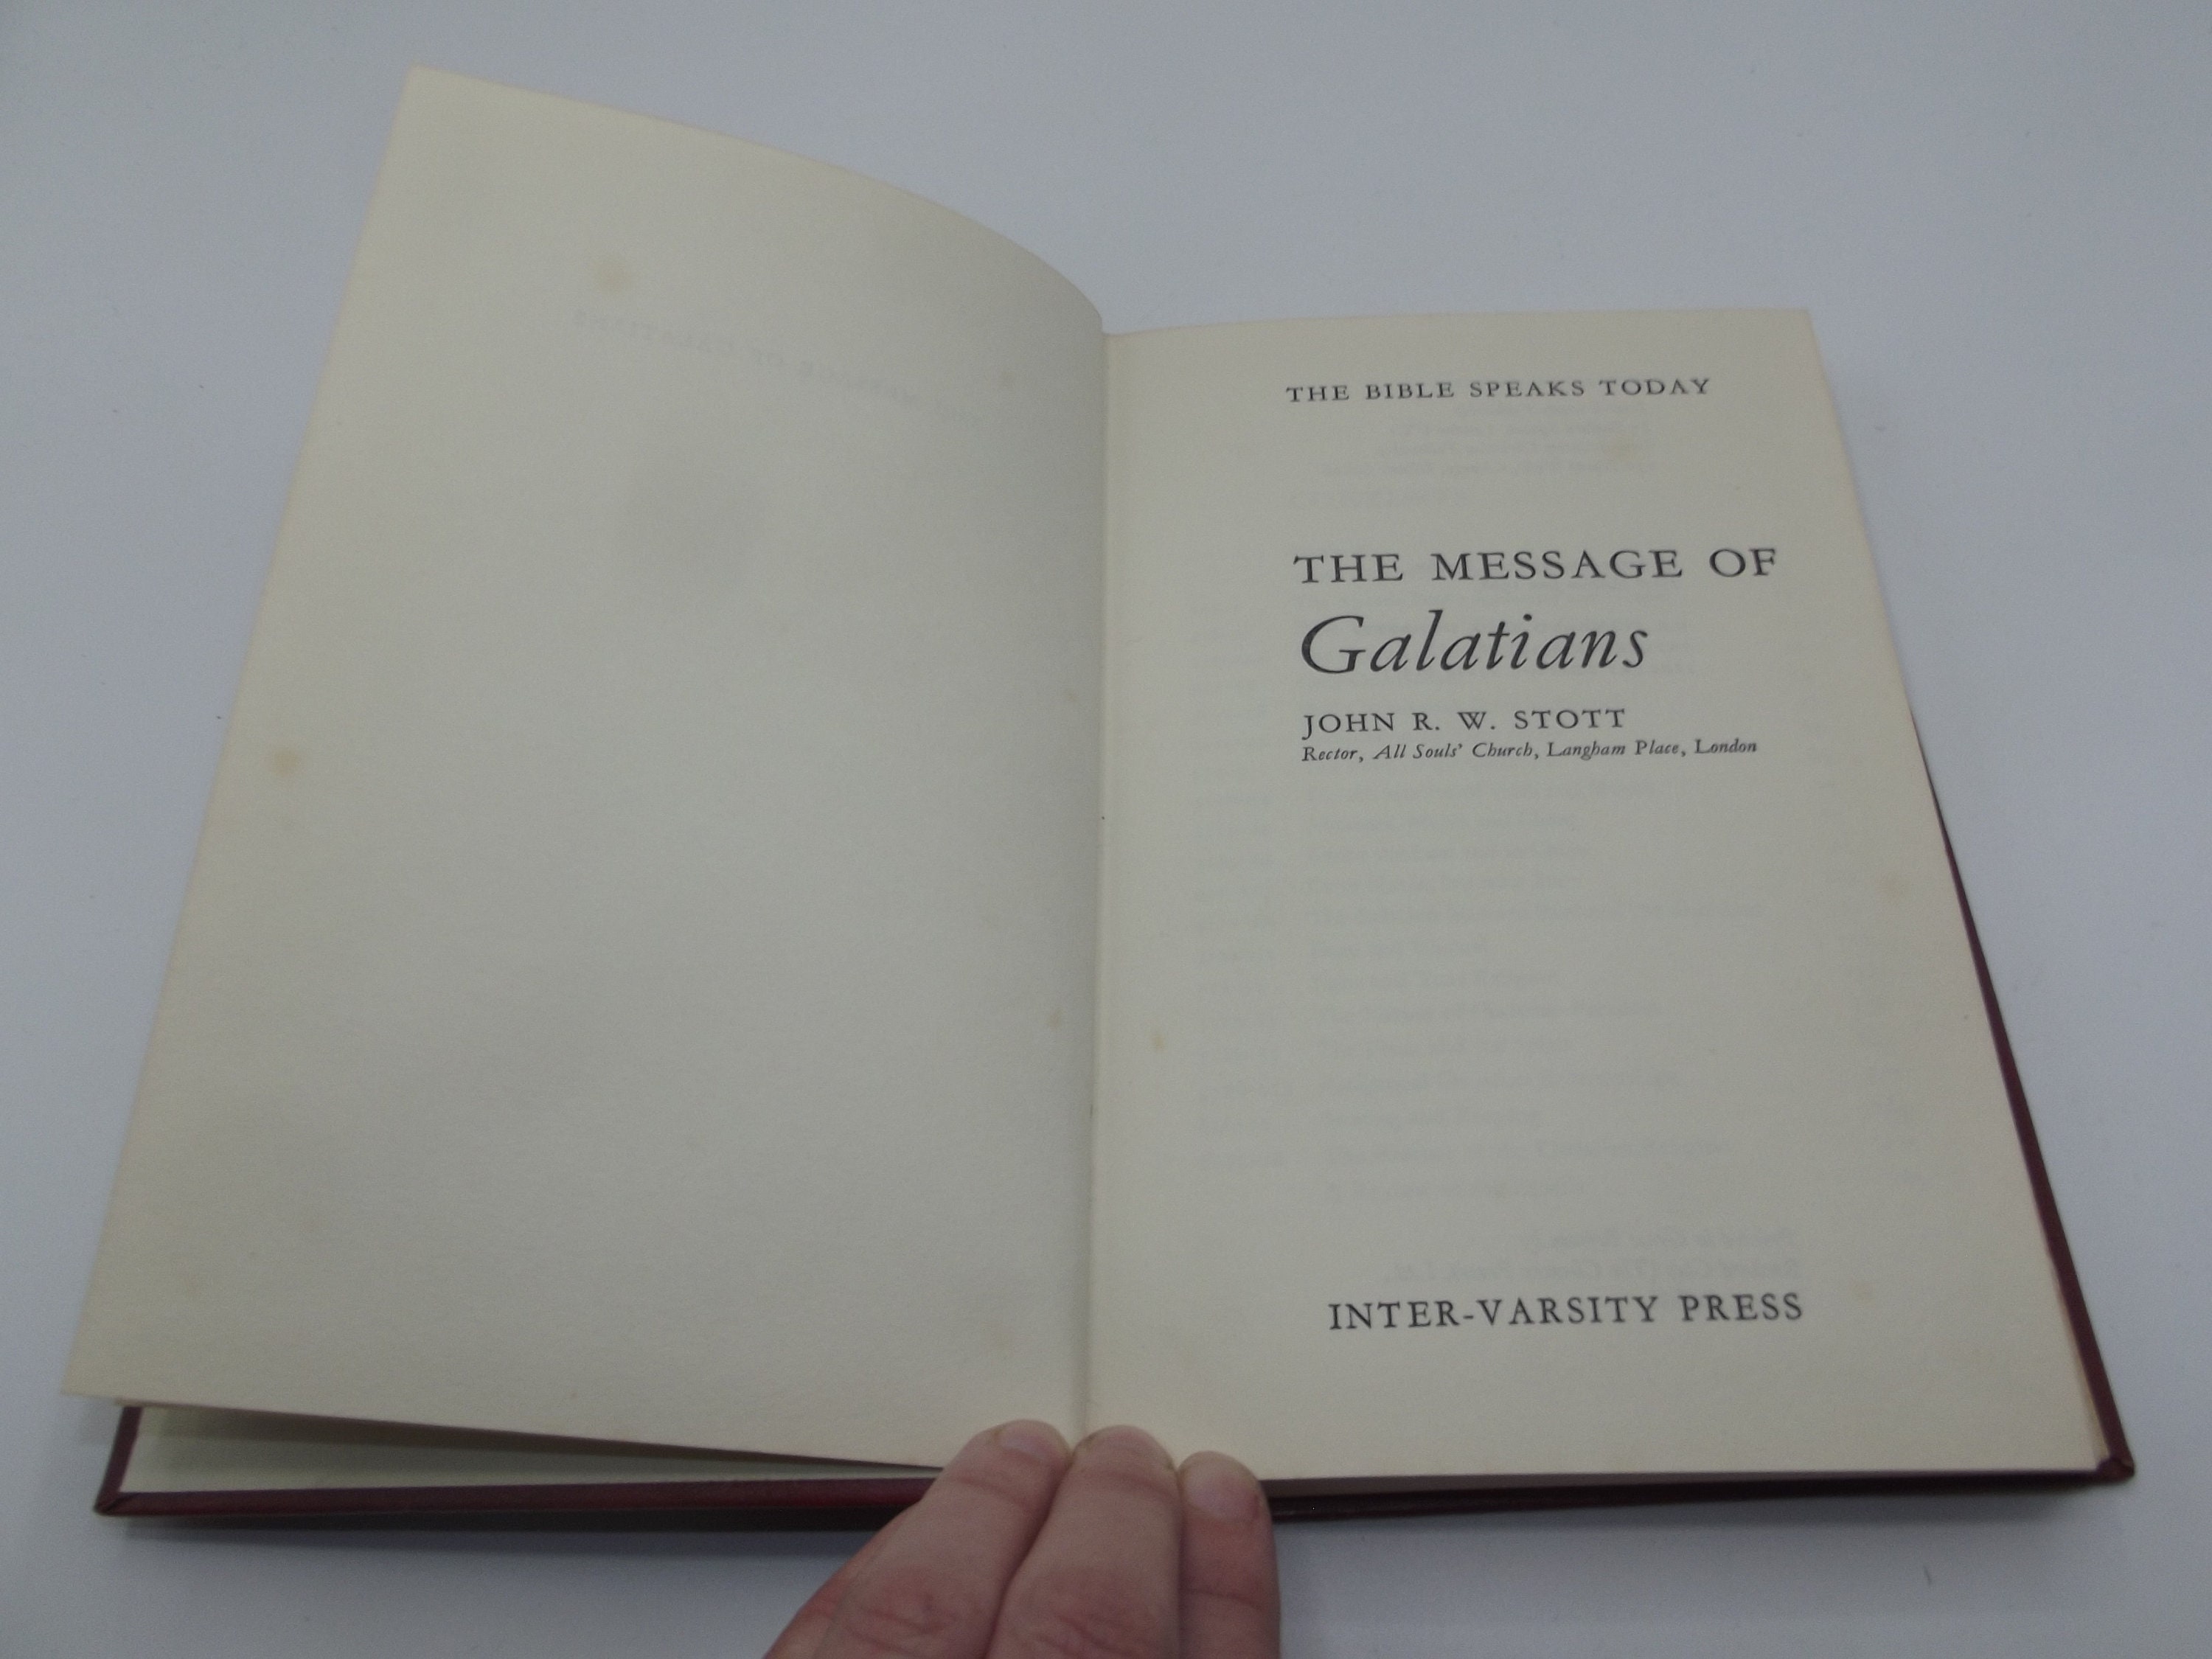 THE BIBLE SPEAKS TODAY
THE MESSAGE OF
Galatians
JOHN R. W. STOTT
Rector, All Souls' Church, Langham Place, London
INTER-VARSITY PRESS